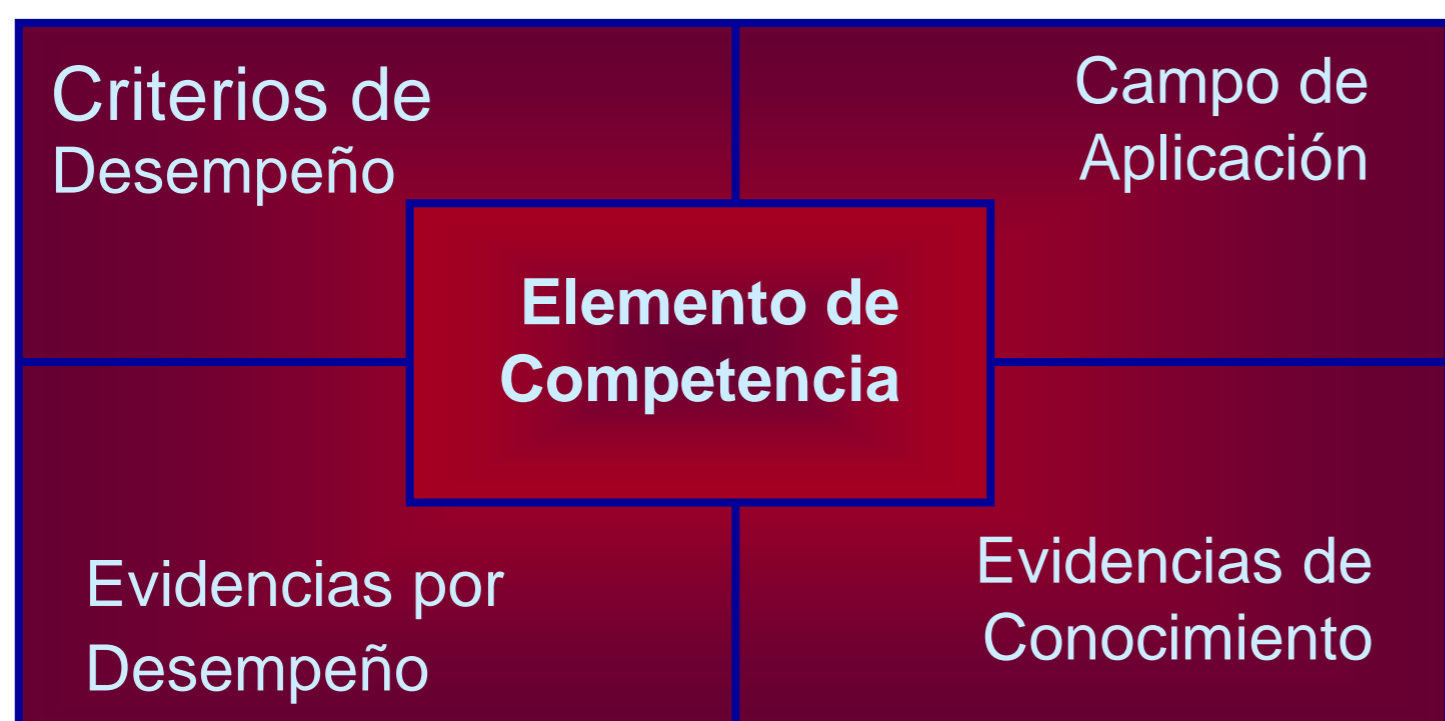 Criterios de
Desempeño
Campo de
Aplicación
Elemento de
Competencia
Evidencias por
Desempeño
Evidencias de
Conocimiento